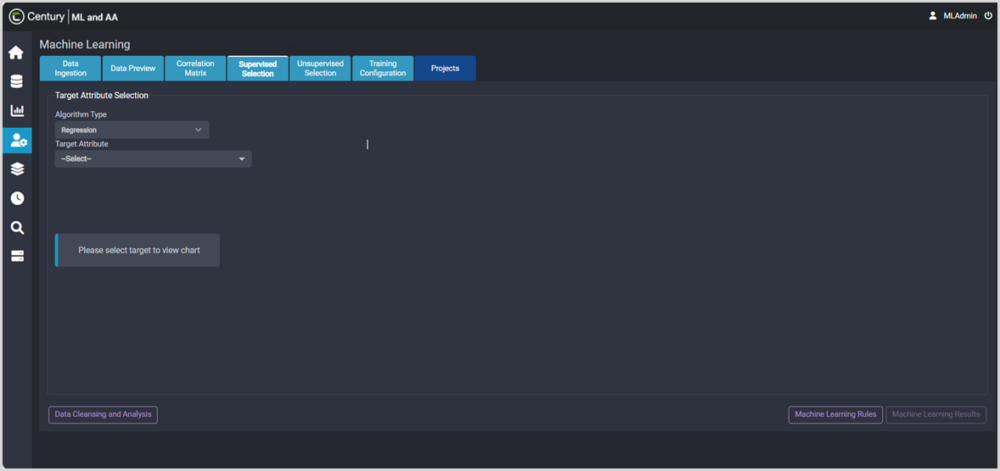 Century | ML and AA
MLAdmin
Machine Learning
Data Ingestion
Data Preview
Correlation Matrix
Supervised Selection
Unsupervised Selection
Training Configuration
Projects
Target Attribute Selection
Algorithm Type
Regression
Target Attribute
--Select--
Please select target to view chart
Data Cleansing and Analysis
Machine Learning Rules
Machine Learning Results